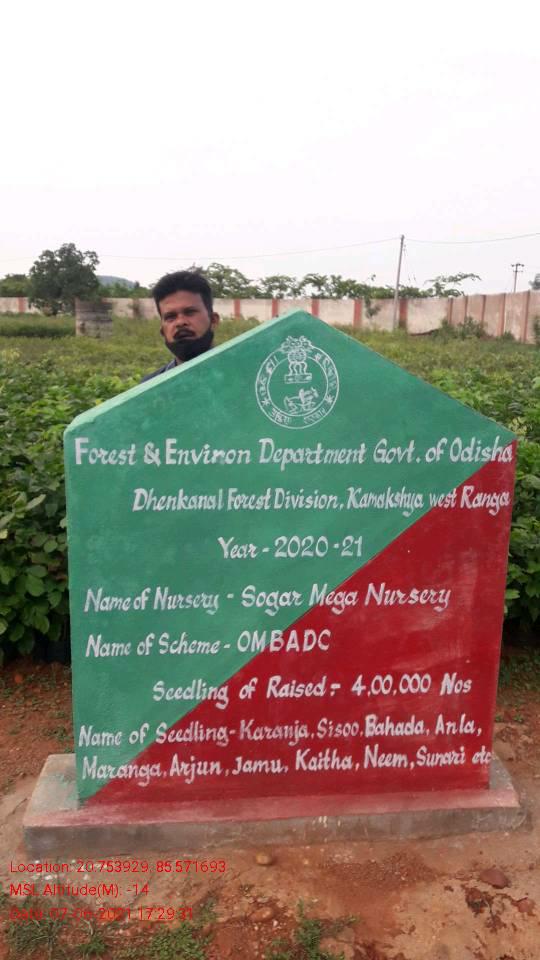 Forest & Environ Department Govt. of Odisha
Dhenkanal Forest Division, Kamakshya west Ranga
Year - 2020 - 21
Name of Nursery - Sogar Mega Nursery
Name of Scheme - OMBADC
Seedling of Raised :- 4,00,000 Nos
Name of Seedling - Karanja, Sisoo, Bahada, Anla,
Maranga, Arjun, Jamu, Kaitha, Neem, Sunari etc
Location: 20.753929, 85.571693
MSL Altitude(M): -14
Date: 07-06-2021 17:29:31